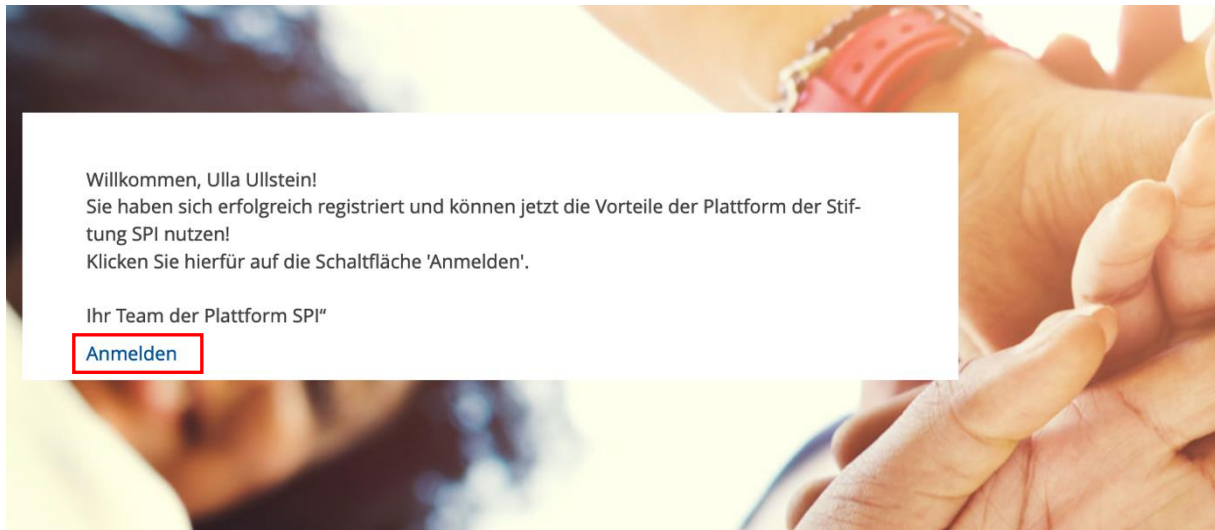 Willkommen, Ulla Ullstein!
Sie haben sich erfolgreich registriert und können jetzt die Vorteile der Plattform der Stif-
tung SPI nutzen!
Klicken Sie hierfür auf die Schaltfläche 'Anmelden'.
Ihr Team der Plattform SPI“
Anmelden